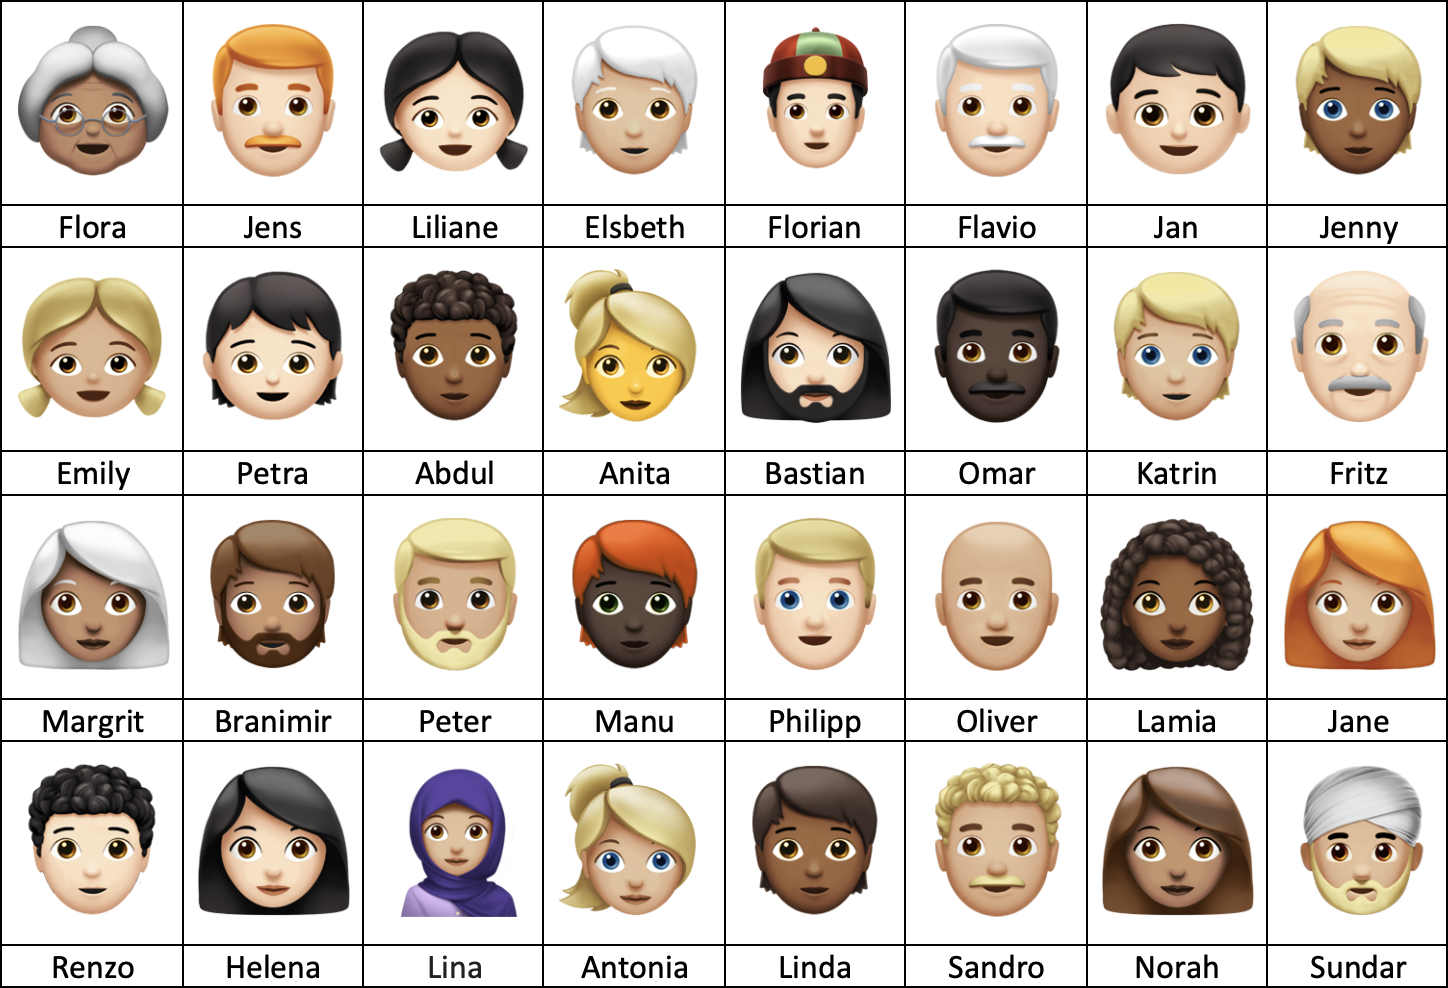 Flora Jens Liliane Elsbeth Florian Flavio Jan Jenny
Emily Petra Abdul Anita Bastian Omar Katrin Fritz
Margrit Branimir Peter Manu Philipp Oliver Lamia Jane
Renzo Helena Lina Antonia Linda Sandro Norah Sundar